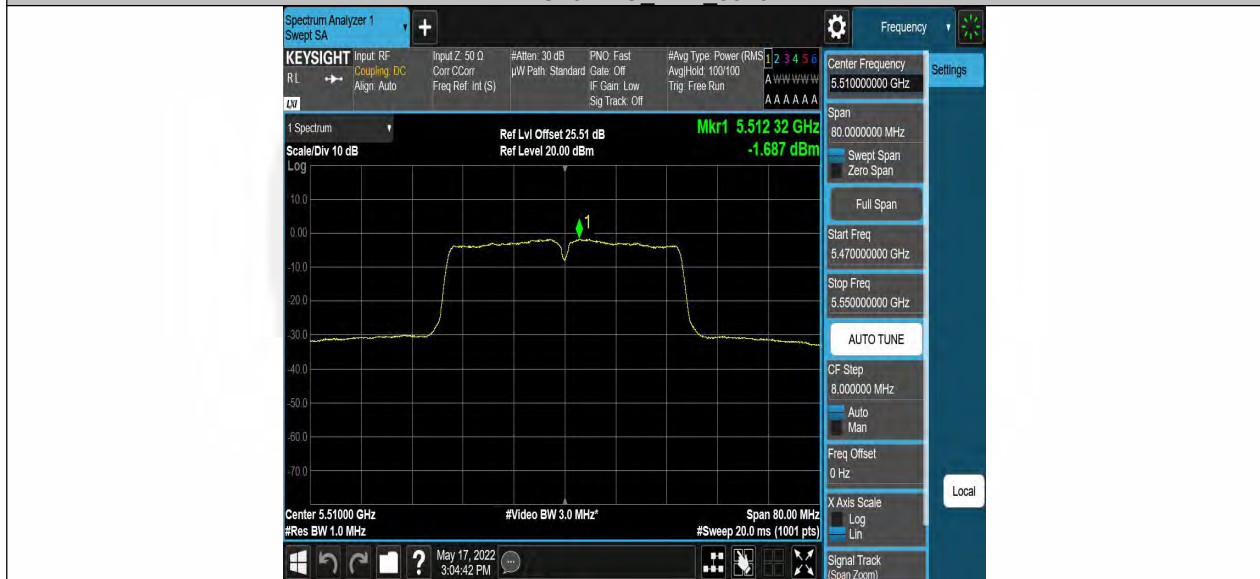 Spectrum Analyzer 1
Swept SA
+
Frequency
KEYSIGHT
RL
LXI
Input: RF
Coupling: DC
Align: Auto
Input Z: 50 Ω
Corr CCorr
Freq Ref: Int (S)
#Atten: 30 dB
µW Path: Standard
PNO: Fast
Gate: Off
IF Gain: Low
Sig Track: Off
#Avg Type: Power (RMS
Avg|Hold: 100/100
Trig: Free Run
1 2 3 4 5 6
A W W W W W
A A A A A A
1 Spectrum
Scale/Div 10 dB
Log
Ref Lvl Offset 25.51 dB
Ref Level 20.00 dBm
Mkr1 5.512 32 GHz
-1.687 dBm
10.0
0.00
-10.0
-20.0
-30.0
-40.0
-50.0
-60.0
-70.0
1
Center 5.51000 GHz
#Res BW 1.0 MHz
#Video BW 3.0 MHz*
Span 80.00 MHz
#Sweep 20.0 ms (1001 pts)
Center Frequency
5.510000000 GHz
Settings
Span
80.0000000 MHz
Swept Span
Zero Span
Full Span
Start Freq
5.470000000 GHz
Stop Freq
5.550000000 GHz
AUTO TUNE
CF Step
8.000000 MHz
Auto
Man
Freq Offset
0 Hz
X Axis Scale
Log
Lin
Signal Track
(Span Zoom)
Local
?
May 17, 2022
3:04:42 PM